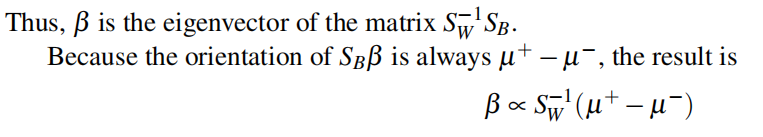 Thus, β is the eigenvector of the matrix S_W^{-1}S_B.
Because the orientation of S_Bβ is always μ⁺ − μ⁻, the result is
β ∝ S_W^{-1}(μ⁺ − μ⁻)